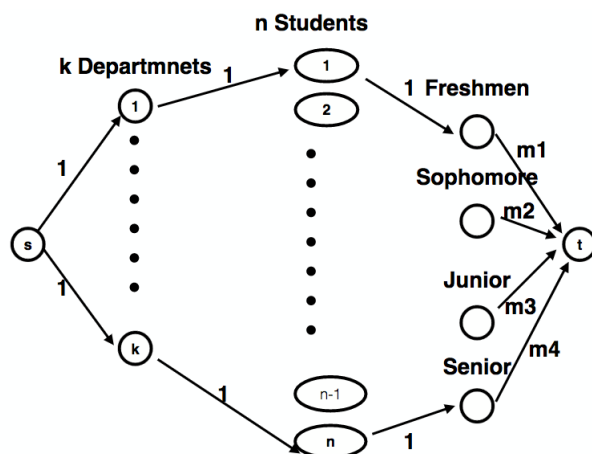 n Students
k Departmnets
1
1
1
1 Freshmen
2
1
m1
Sophomore
m2
s
t
Junior
1
m3
k
m4
Senior
1
n-1
n
1